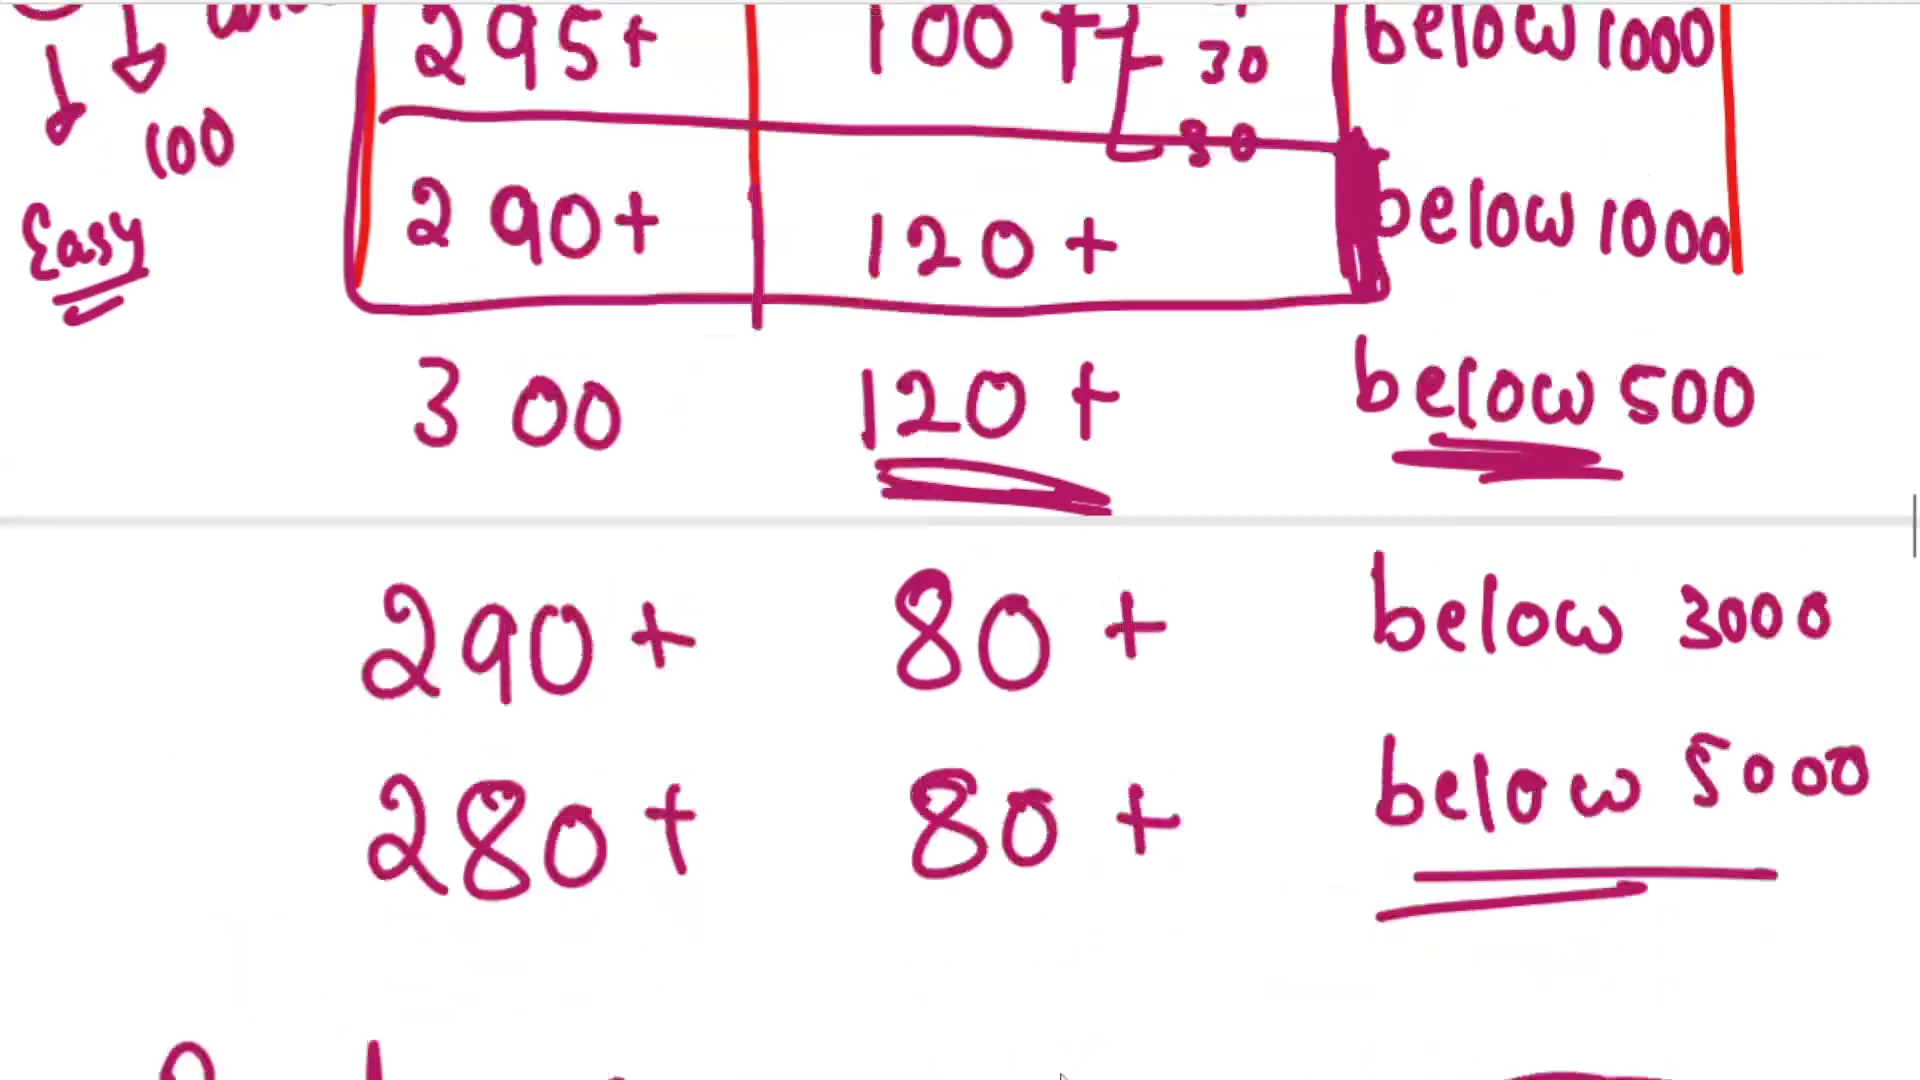 295+ 100+ 30 below 1000
30
100
290+ 120+ below 1000
Easy
300 120+ below 500
290+ 80+ below 3000
280+ 80+ below 5000